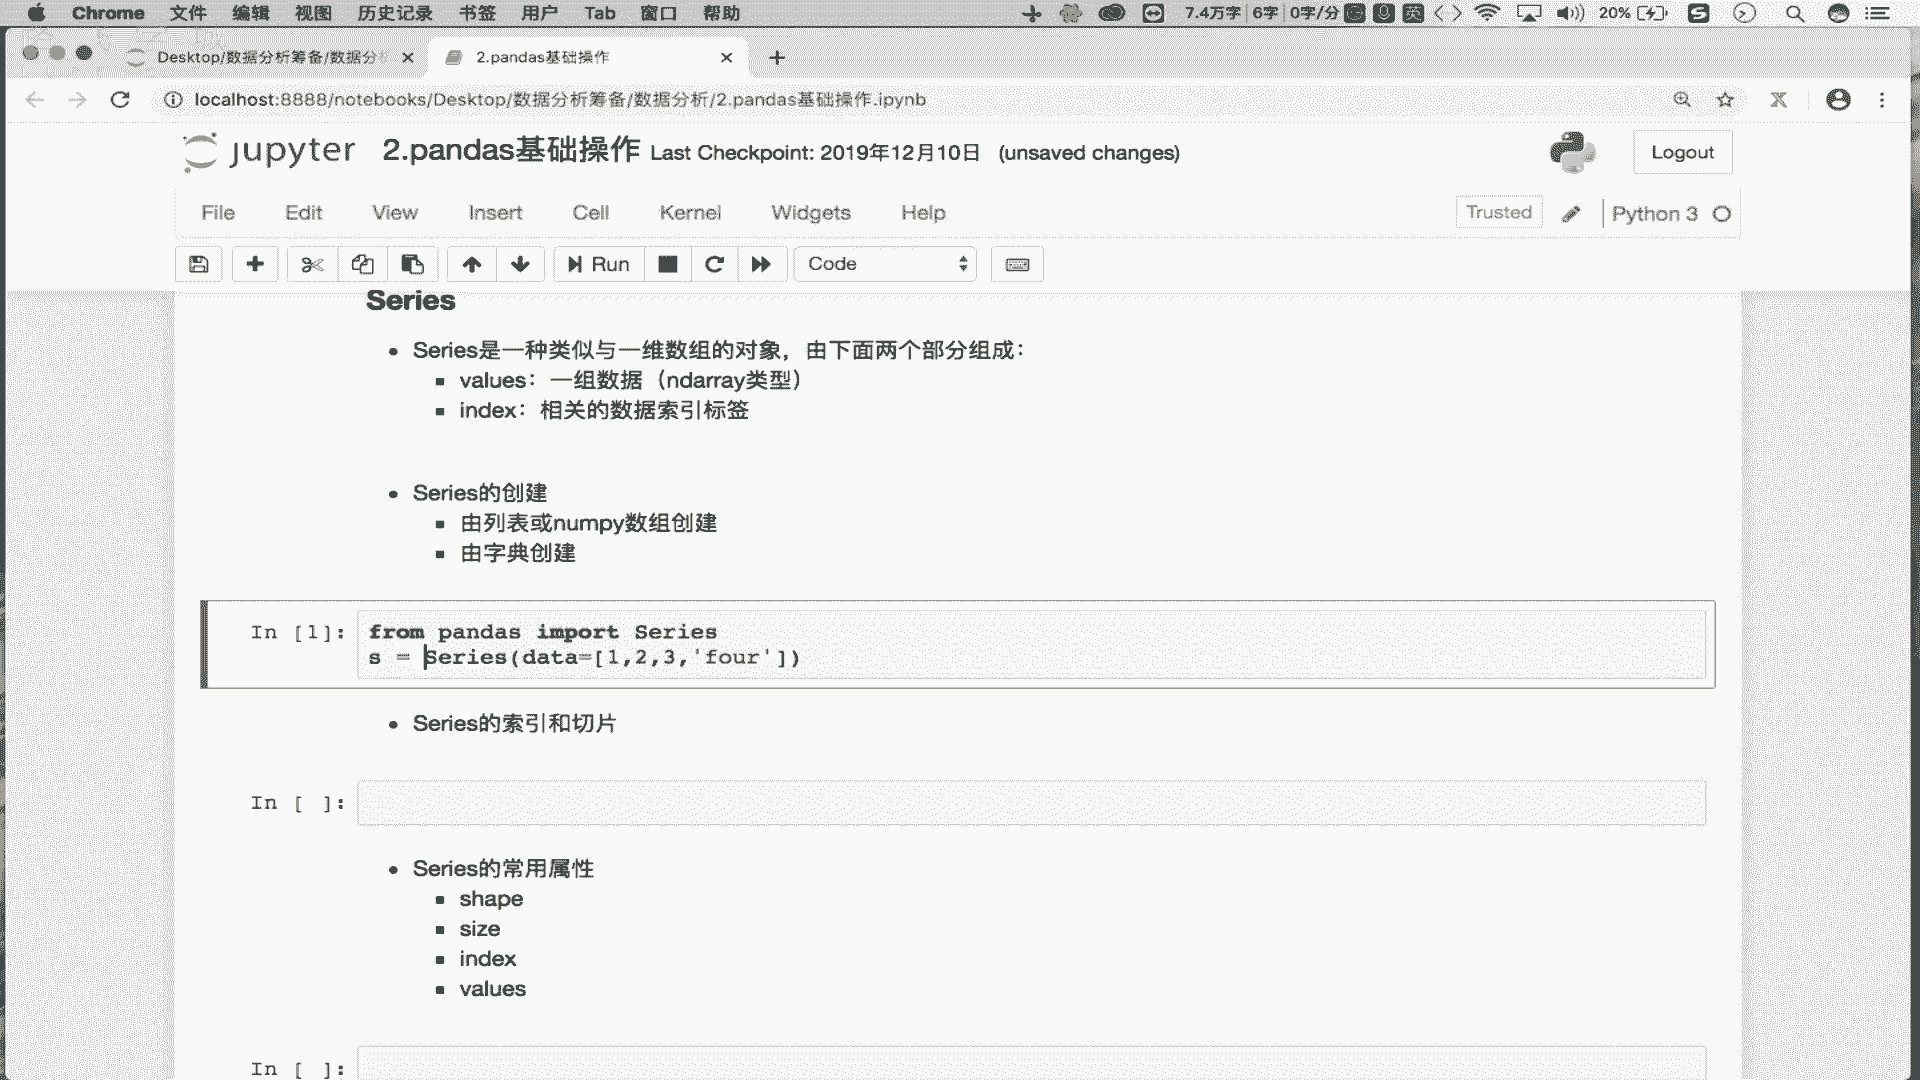 Chrome 文件 编辑 视图 历史记录 书签 用户 Tab 窗口 帮助 7.4万字 6字 0字/分 英 20%
Desktop/数据分析筹备/数据分 2.pandas基础操作
localhost:8888/notebooks/Desktop/数据分析筹备/数据分析/2.pandas基础操作.ipynb
jupyter 2.pandas基础操作 Last Checkpoint: 2019年12月10日 (unsaved changes) Logout
File Edit View Insert Cell Kernel Widgets Help Trusted Python 3
Run Code
Series
Series是一种类似与一维数组的对象，由下面两个部分组成：
values：一组数据（ndarray类型）
index：相关的数据索引标签
Series的创建
由列表或numpy数组创建
由字典创建
In [1]: from pandas import Series
s = Series(data=[1,2,3,'four'])
Series的索引和切片
In [ ]:
Series的常用属性
shape
size
index
values
In [ ]: